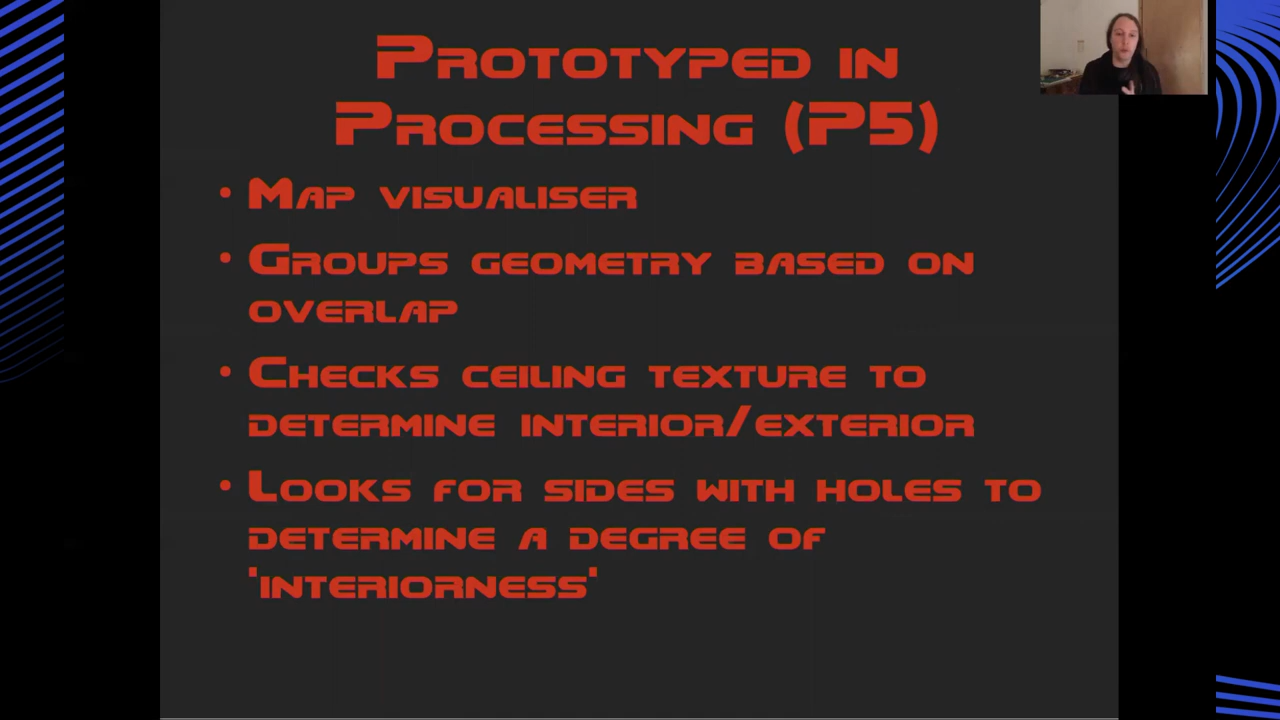 Prototyped in
Processing (P5)
• Map visualiser
• Groups geometry based on
overlap
• Checks ceiling texture to
determine interior/exterior
• Looks for sides with holes to
determine a degree of
'interiorness'